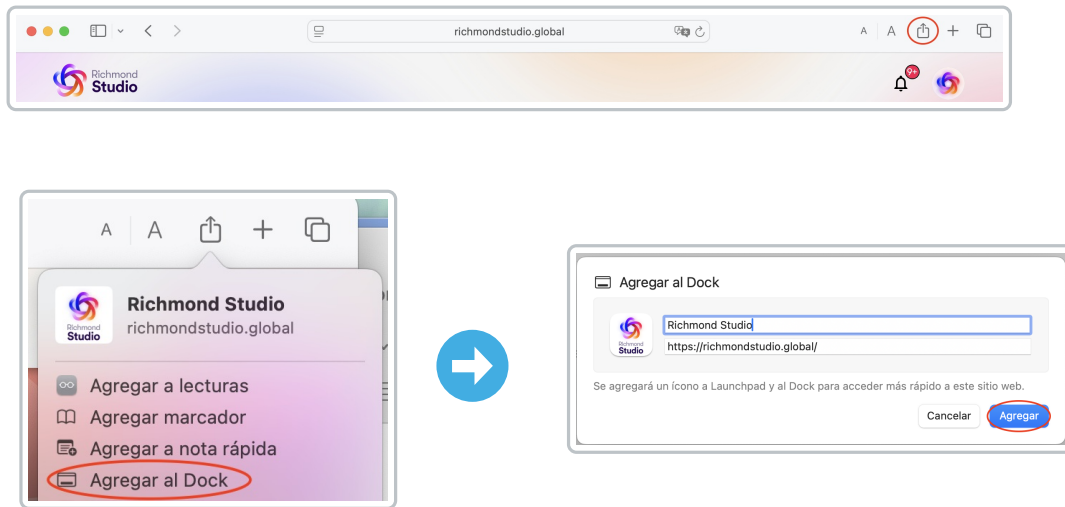 richmondstudio.global
A A
Richmond
Studio
9+
A A
Richmond Studio
richmondstudio.global
Richmond
Studio
Agregar a lecturas
Agregar marcador
Agregar a nota rápida
Agregar al Dock
Agregar al Dock
Richmond Studio
https://richmondstudio.global/
Richmond
Studio
Se agregará un ícono a Launchpad y al Dock para acceder más rápido a este sitio web.
Cancelar Agregar